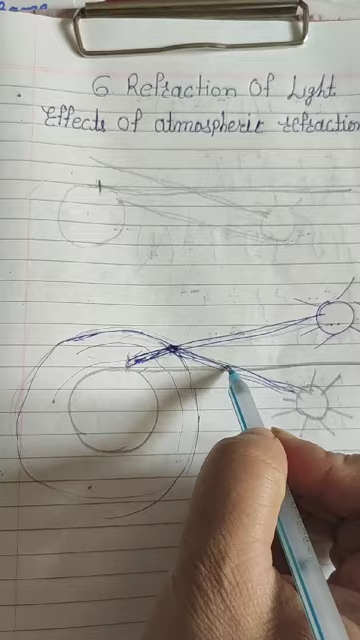 6 Refraction Of Light
Effects of atmospheric refraction